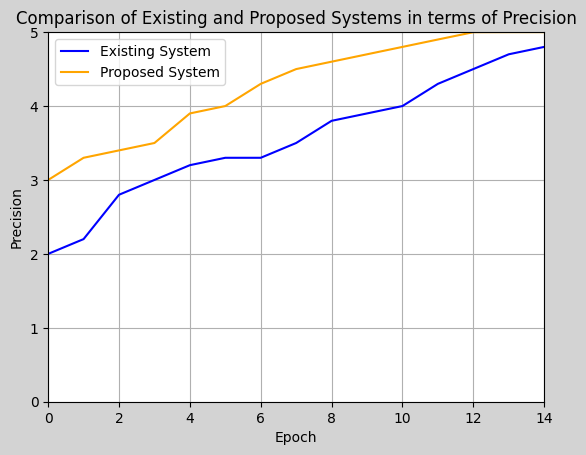 Comparison of Existing and Proposed Systems in terms of Precision
Existing System
Proposed System
Precision
5
4
3
2
1
0
0 2 4 6 8 10 12 14
Epoch